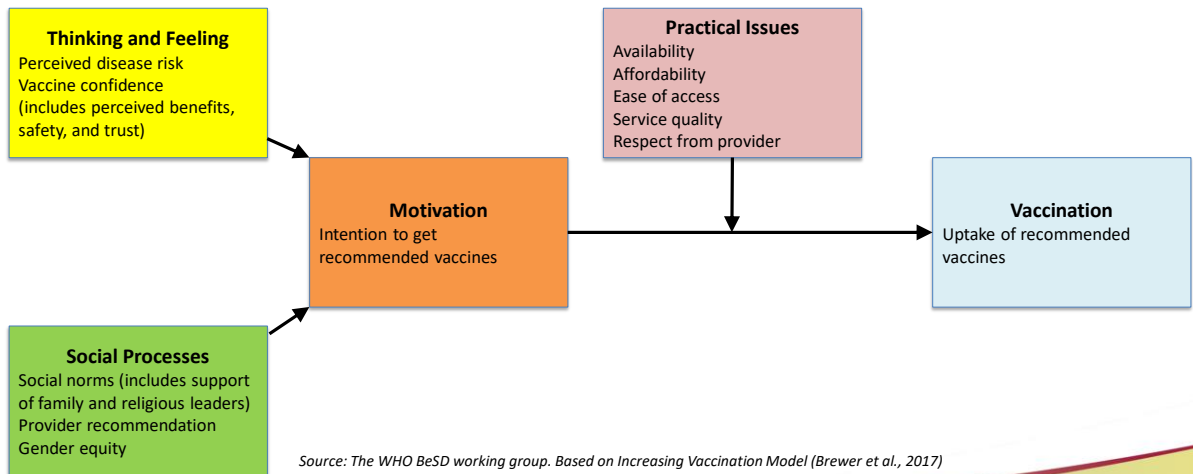 Thinking and Feeling
Perceived disease risk
Vaccine confidence
(includes perceived benefits,
safety, and trust)
Practical Issues
Availability
Affordability
Ease of access
Service quality
Respect from provider
Motivation
Intention to get
recommended vaccines
Vaccination
Uptake of recommended
vaccines
Social Processes
Social norms (includes support
of family and religious leaders)
Provider recommendation
Gender equity
Source: The WHO BeSD working group. Based on Increasing Vaccination Model (Brewer et al., 2017)